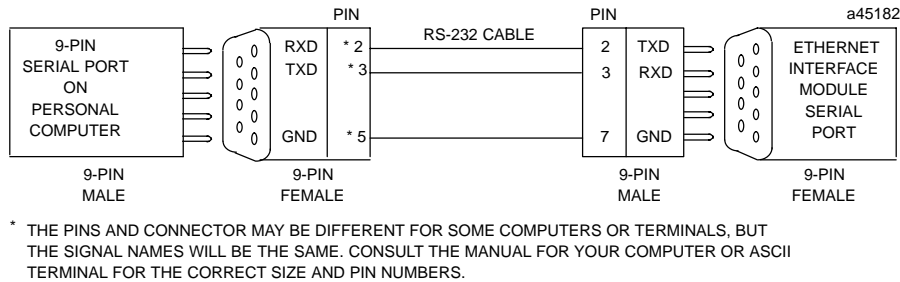 PIN
PIN
a45182
RS-232 CABLE
9-PIN
SERIAL PORT
ON
PERSONAL
COMPUTER
RXD
* 2
TXD
* 3
GND
* 5
2
TXD
3
RXD
7
GND
ETHERNET
INTERFACE
MODULE
SERIAL
PORT
9-PIN
MALE
9-PIN
FEMALE
9-PIN
MALE
9-PIN
FEMALE
* THE PINS AND CONNECTOR MAY BE DIFFERENT FOR SOME COMPUTERS OR TERMINALS, BUT
THE SIGNAL NAMES WILL BE THE SAME. CONSULT THE MANUAL FOR YOUR COMPUTER OR ASCII
TERMINAL FOR THE CORRECT SIZE AND PIN NUMBERS.